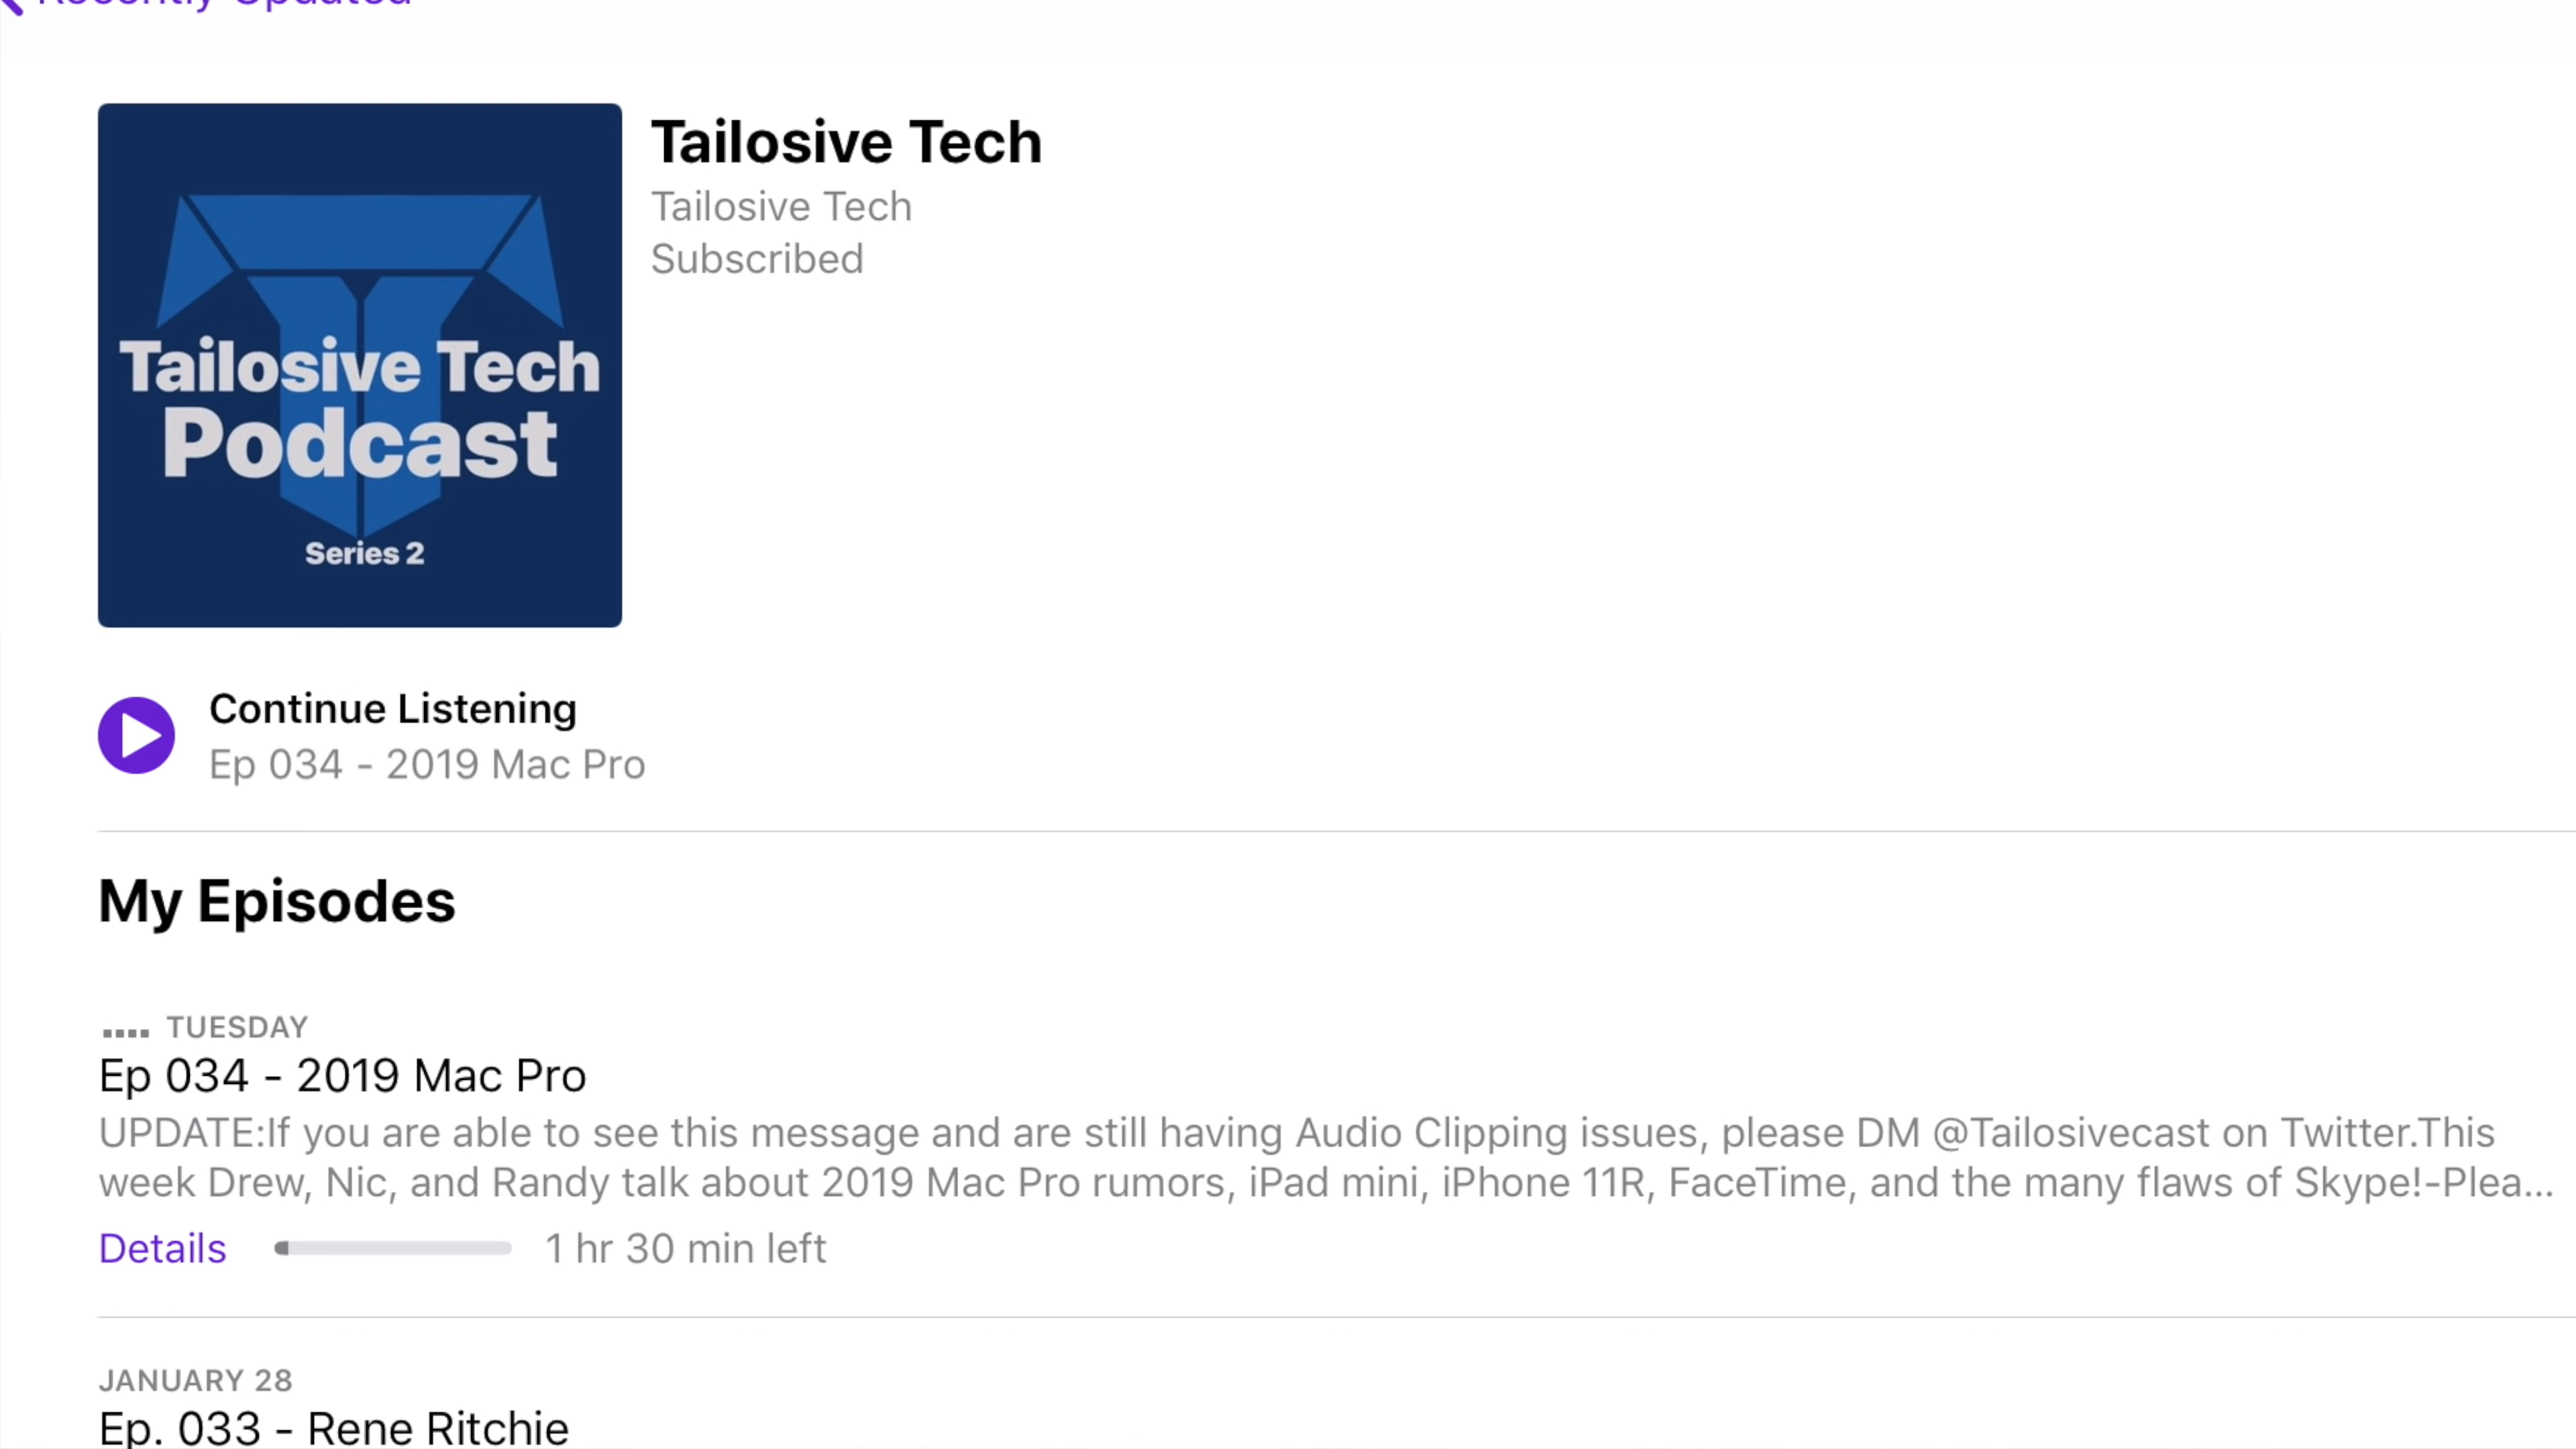 Recently Updated
Tailosive Tech
Tailosive Tech
Subscribed
Tailosive Tech
Podcast
Series 2
Continue Listening
Ep 034 - 2019 Mac Pro
My Episodes
TUESDAY
Ep 034 - 2019 Mac Pro
UPDATE:If you are able to see this message and are still having Audio Clipping issues, please DM @Tailosivecast on Twitter.This
week Drew, Nic, and Randy talk about 2019 Mac Pro rumors, iPad mini, iPhone 11R, FaceTime, and the many flaws of Skype!-Plea...
Details
1 hr 30 min left
JANUARY 28
Ep. 033 - Rene Ritchie